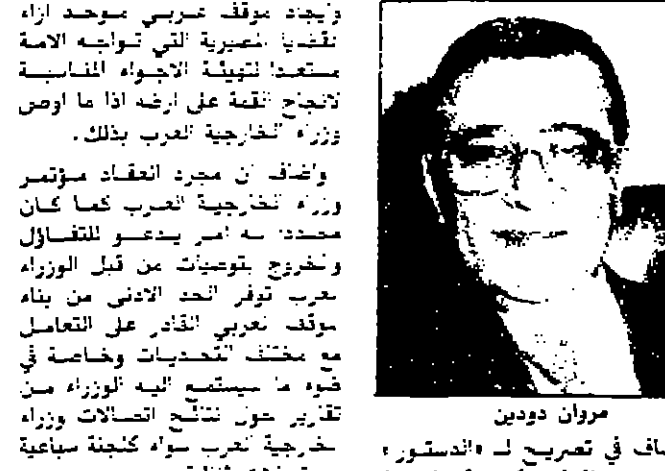 مروان دودين
ـاف في تصريح لـ «الدستور»
وايجاد موقف عربي موحد ازاء
القضايا المصيرية التي تواجه الامة
مستعدا لتهيئة الاجواء المناسبة
لانجاح القمة على ارضه اذا ما اوصى
وزراء الخارجية العرب بذلك.
واضاف ان مجرد انعقاد مؤتمر
وزراء الخارجية العرب كما كان
محددا له امر يدعو للتفاؤل
والخروج بتوصيات من قبل الوزراء
العرب توفر الحد الادنى من بناء
موقف عربي القادر على التعامل
مع مختلف التحديات وخاصة في
ضوء ما سيستمع اليه الوزراء من
تقارير حول نتائج اتصالات وزراء
الخارجية العرب سواء كلجنة سباعية